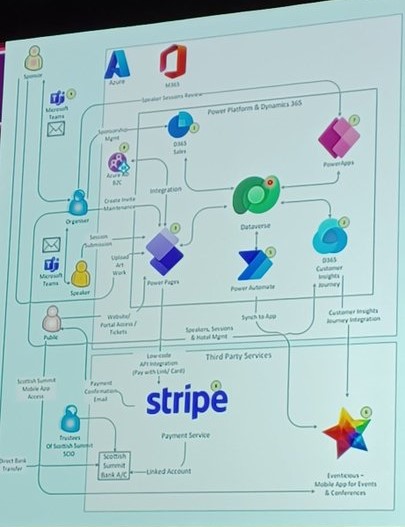 Sponsor
Azure
M365
Microsoft
Teams
Speaker Sessions Review
Power Platform & Dynamics 365
Sponsorship
Mgmt
D365
Sales
PowerApps
Azure AD
B2C
Integration
Create Invite
Maintenance
Organiser
Dataverse
Session
Submission
Microsoft
Teams
Speaker
Upload
Art
Work
Power Pages
Power Automate
D365
Customer
Insights -
Journey
Public
Website/
Portal Access /
Tickets
Speakers, Sessions
& Hotel Mgmt
Synch to App
Customer Insights
Journey Integration
Low-code
API Integration
(Pay with Link/ Card)
Third Party Services
Scottish Summit
Mobile App
Access
Payment
Confirmation
Email
stripe
Trustees
Of Scottish Summit
SCIO
Payment Service
Direct Bank
Transfer
Scottish
Summit
Bank A/C
Linked Account
Eventicious –
Mobile App for Events
& Conferences